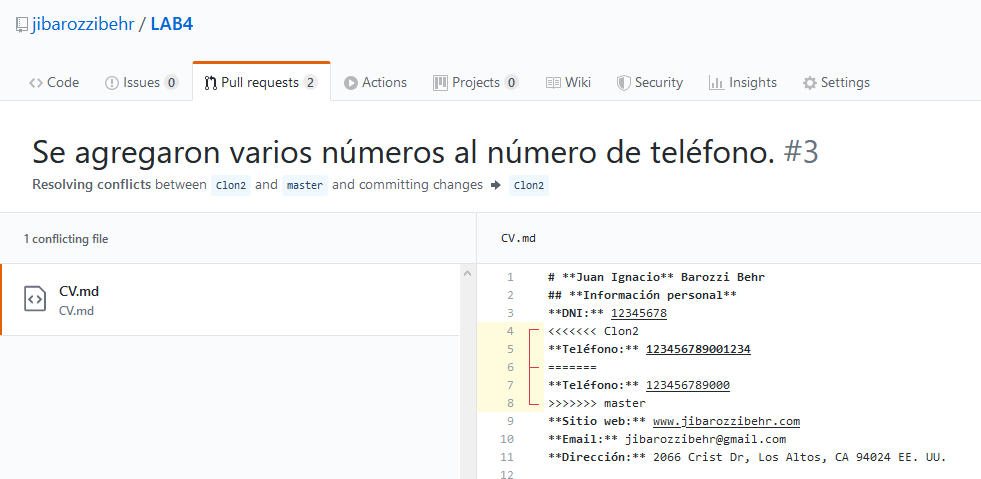 jibarozzibehr / LAB4
Code Issues 0 Pull requests 2 Actions Projects 0 Wiki Security Insights Settings
Se agregaron varios números al número de teléfono. #3
Resolving conflicts between Clon2 and master and committing changes ➔ Clon2
1 conflicting file
CV.md
CV.md
CV.md
1 # **Juan Ignacio** Barozzi Behr
2 ## **Información personal**
3 **DNI:** 12345678
4 <<<<<<< Clon2
5 **Teléfono:** 123456789001234
6 =======
7 **Teléfono:** 123456789000
8 >>>>>>> master
9 **Sitio web:** www.jibarozzibehr.com
10 **Email:** jibarozzibehr@gmail.com
11 **Dirección:** 2066 Crist Dr, Los Altos, CA 94024 EE. UU.
12